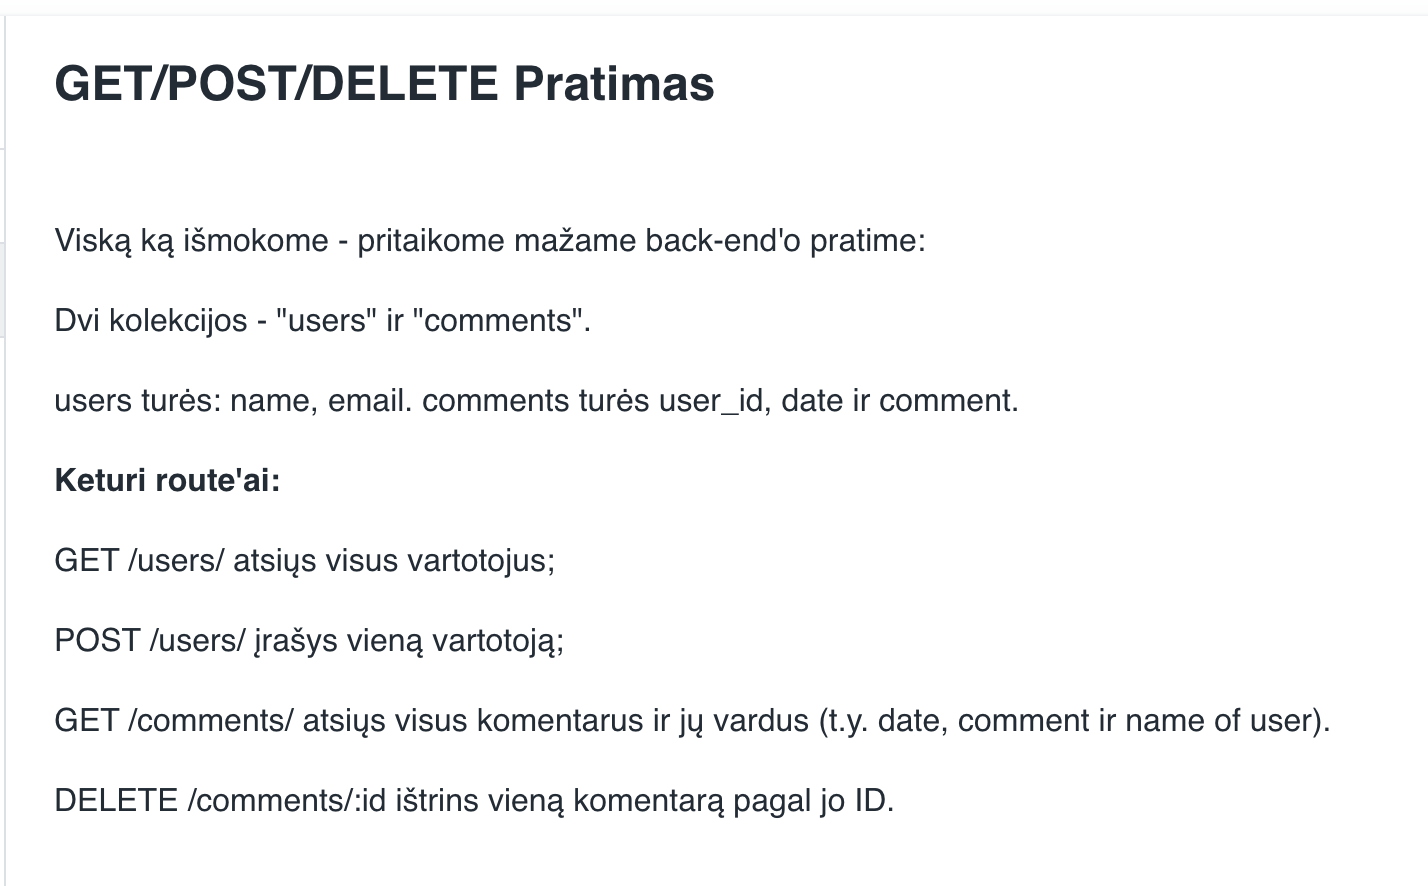 GET/POST/DELETE Pratimas
Viską ką išmokome - pritaikome mažame back-end'o pratime:
Dvi kolekcijos - "users" ir "comments".
users turės: name, email. comments turės user_id, date ir comment.
Keturi route'ai:
GET /users/ atsiųs visus vartotojus;
POST /users/ įrašys vieną vartotoją;
GET /comments/ atsiųs visus komentarus ir jų vardus (t.y. date, comment ir name of user).
DELETE /comments/:id ištrins vieną komentarą pagal jo ID.